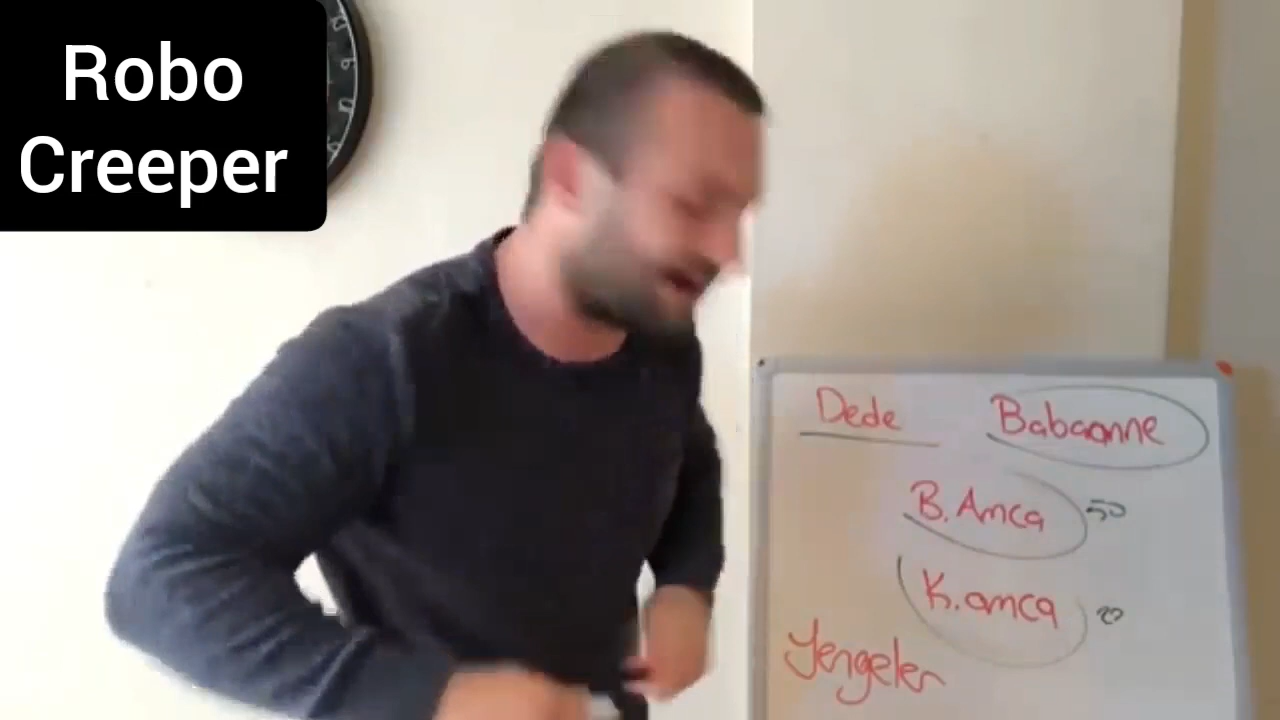 Robo
Creeper
Dede Babaanne
B. Amca 50
K. amca 20
Yengeler